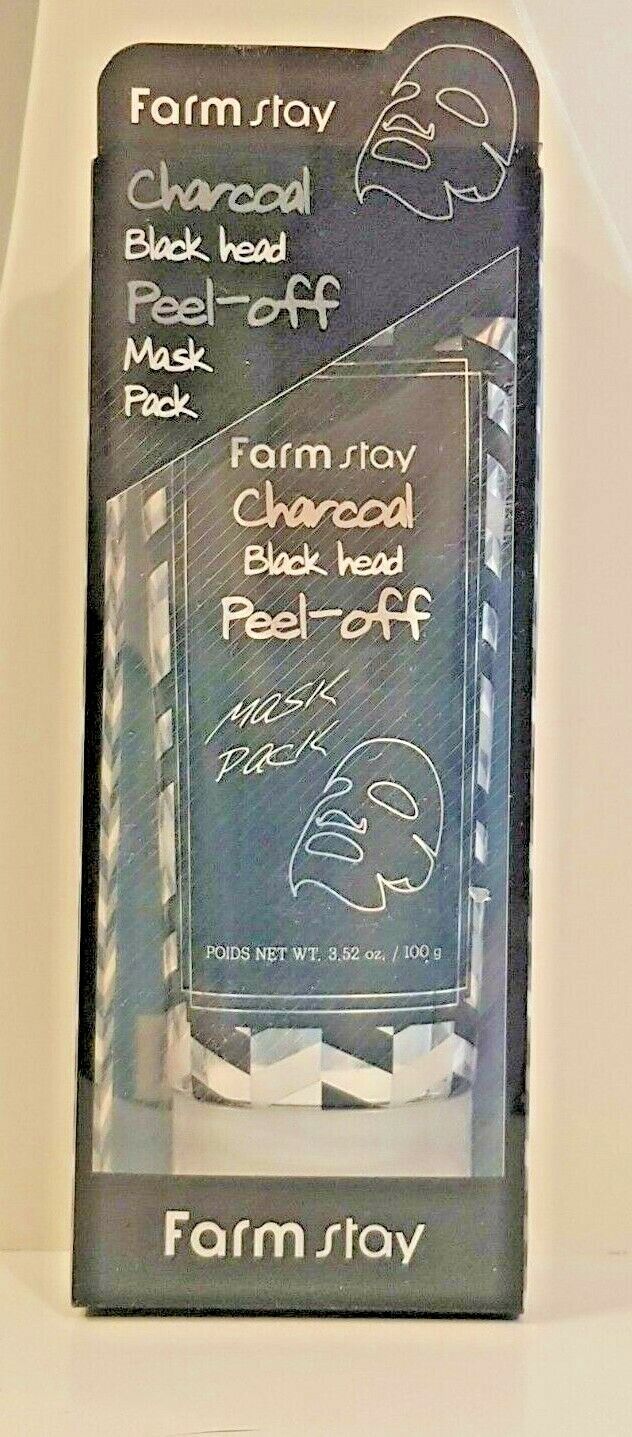 Farm stay
Charcoal
Black head
Peel-off
Mask
Pack
Farm stay
Charcoal
Black head
Peel-off
Mask
Pack
POIDS NET WT. 3.52 oz. / 100 g
Farm stay